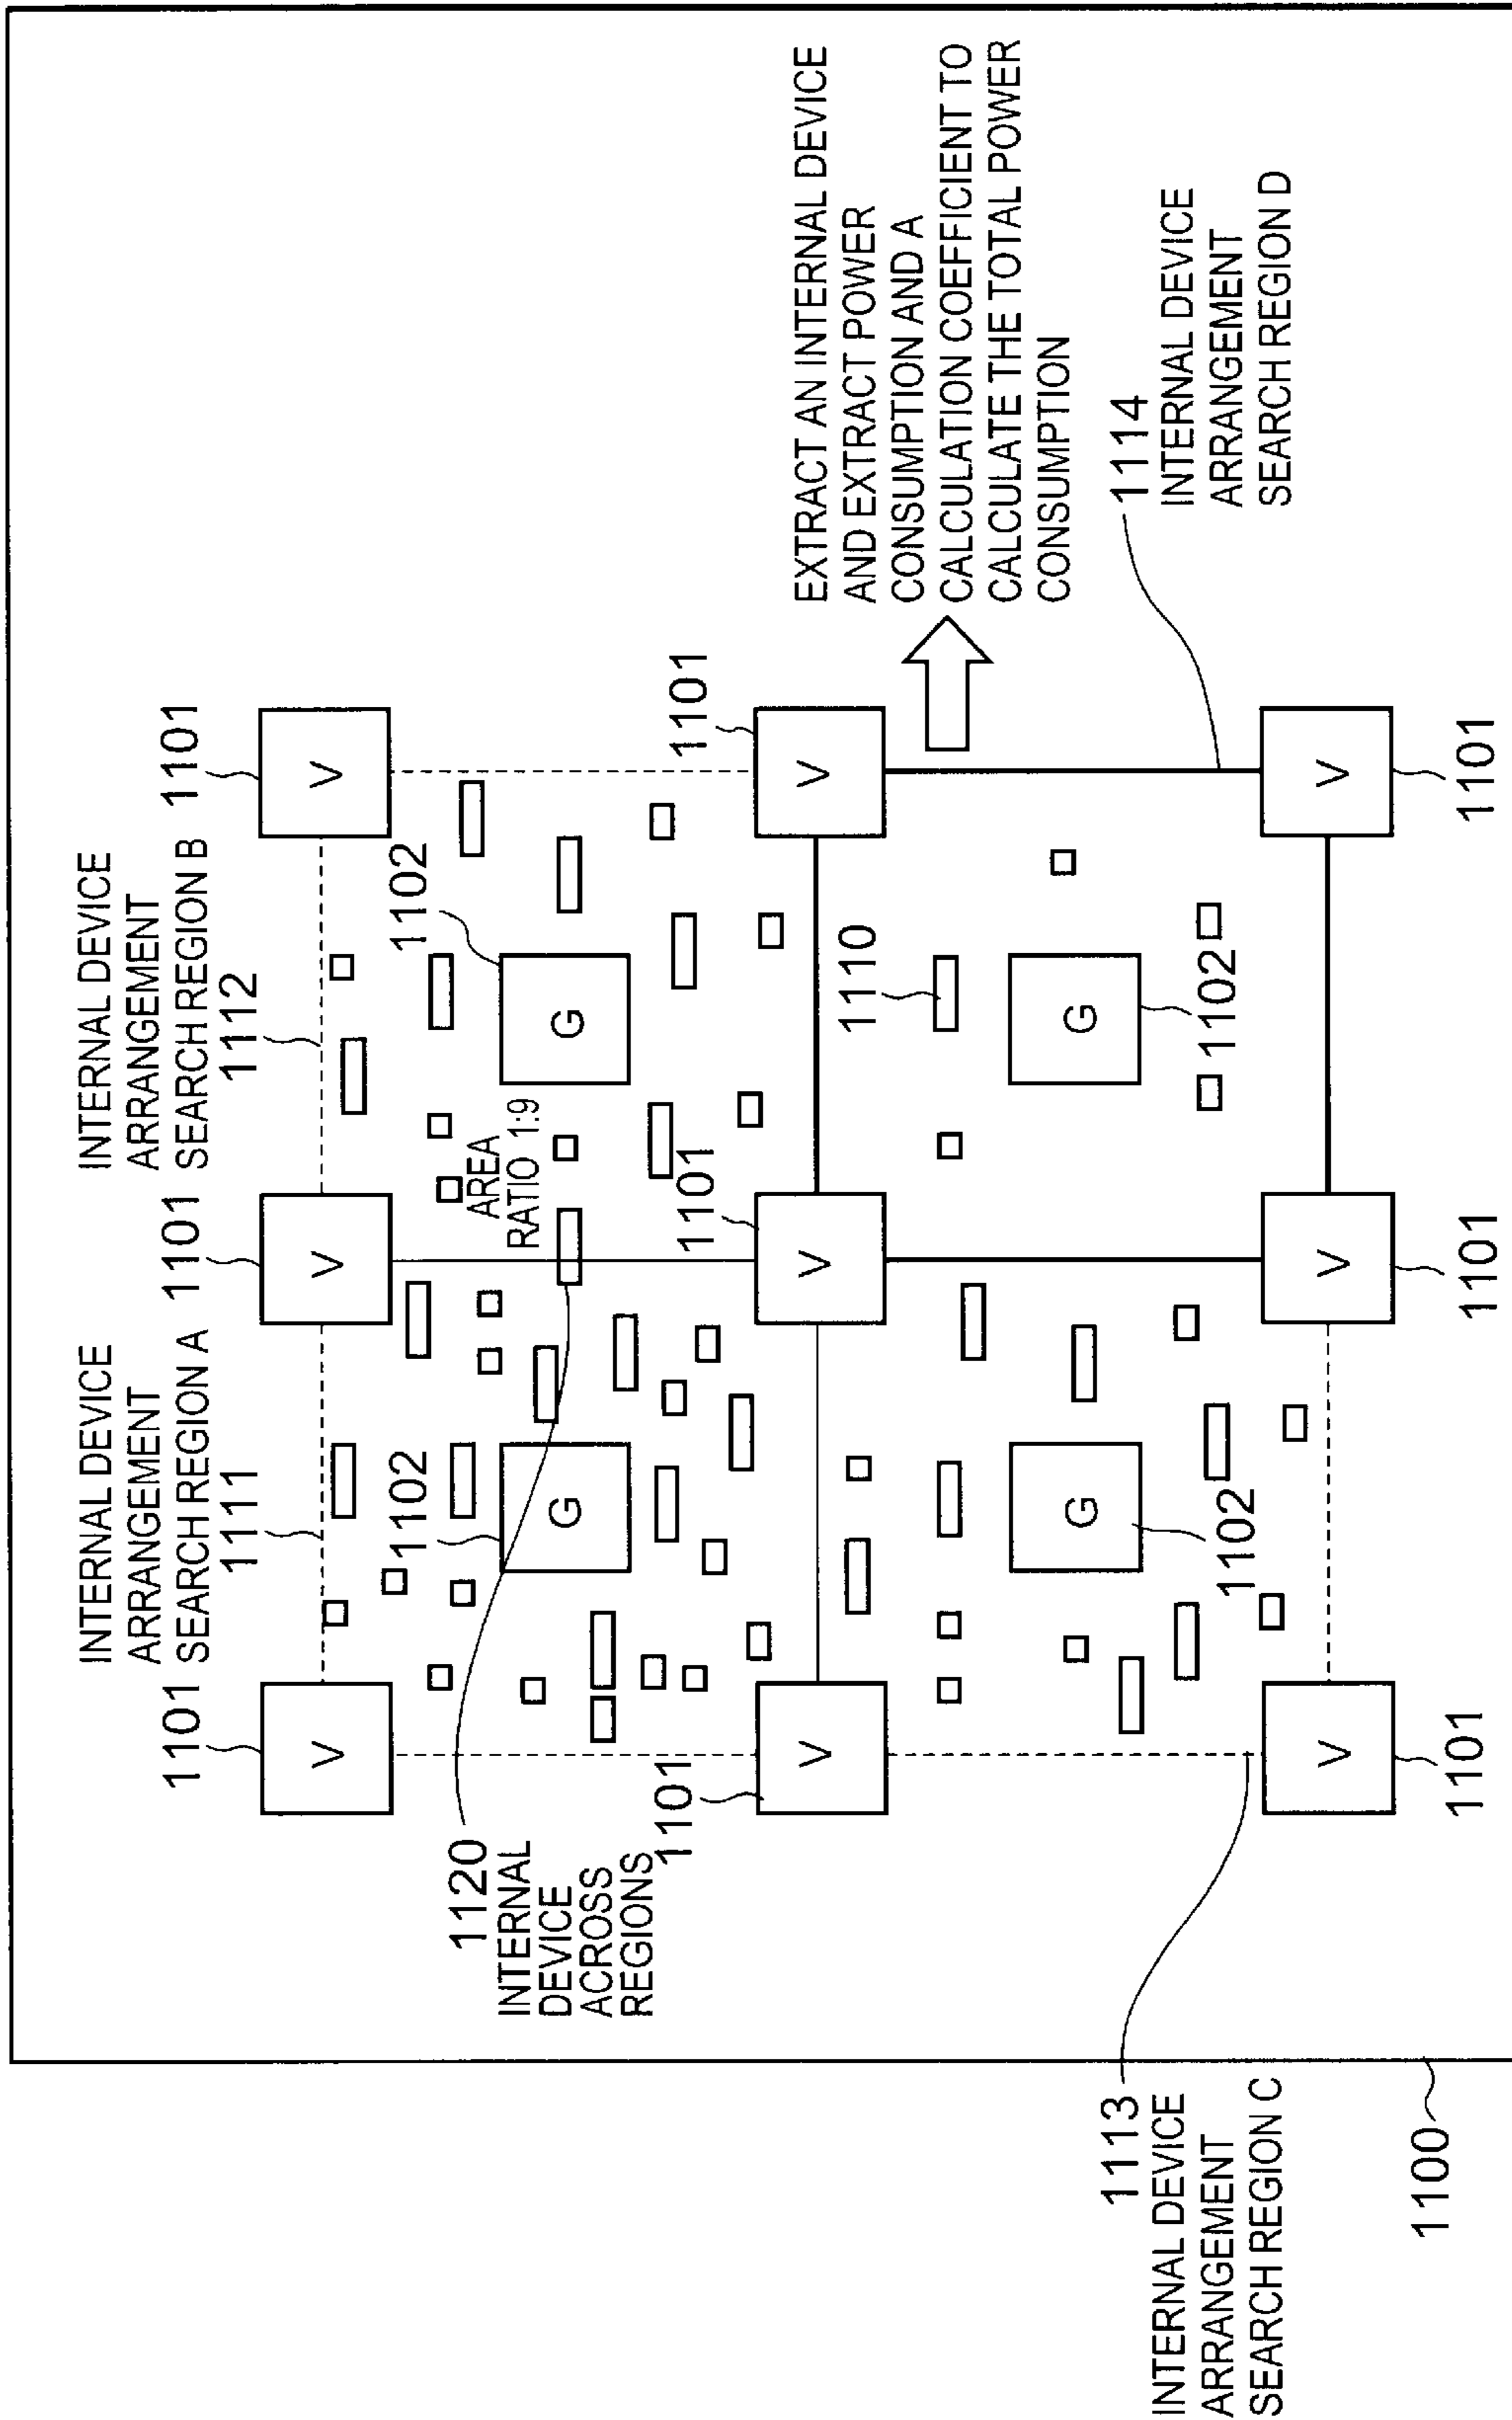 INTERNAL DEVICE
ARRANGEMENT
SEARCH REGION A
1111
INTERNAL DEVICE
ARRANGEMENT
SEARCH REGION B
1112
1101
1101
1101
V
V
V
1102
1102
1120
INTERNAL
DEVICE
ACROSS
REGIONS
AREA
RATIO 1:9
G
G
1101
1101
1101
V
V
V
EXTRACT AN INTERNAL DEVICE
AND EXTRACT POWER
CONSUMPTION AND A
CALCULATION COEFFICIENT TO
CALCULATE THE TOTAL POWER
CONSUMPTION
1110
G
G
1113
INTERNAL DEVICE
ARRANGEMENT
SEARCH REGION C
1114
INTERNAL DEVICE
ARRANGEMENT
SEARCH REGION D
1102
1102
V
V
V
1101
1101
1101
1100